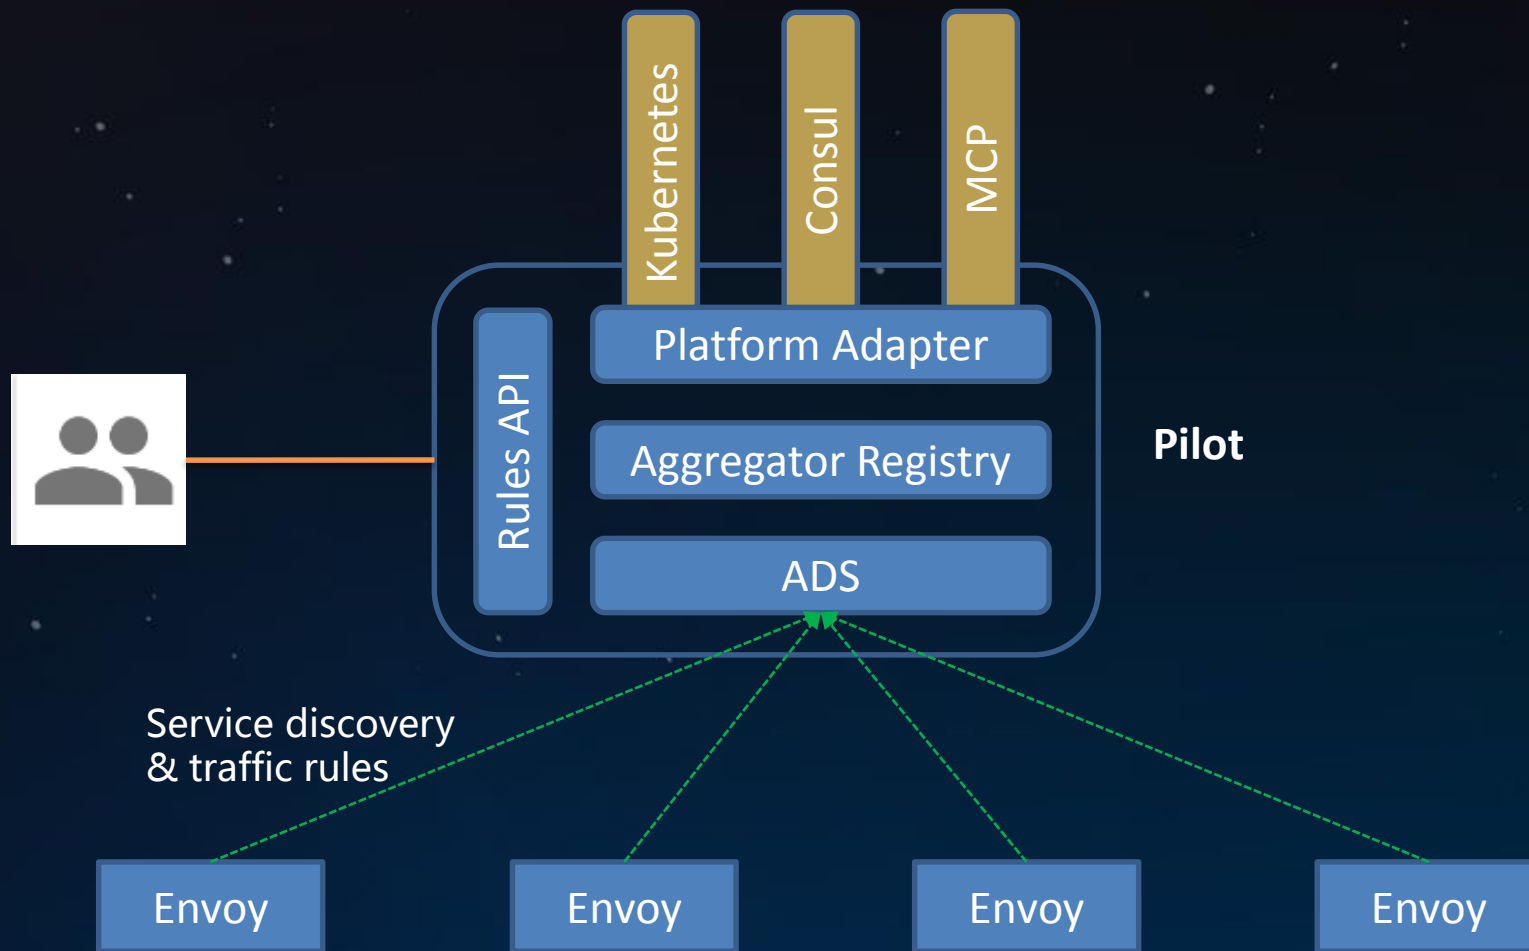 Kubernetes
Consul
MCP
Rules API
Platform Adapter
Aggregator Registry
ADS
Pilot
Service discovery
& traffic rules
Envoy
Envoy
Envoy
Envoy